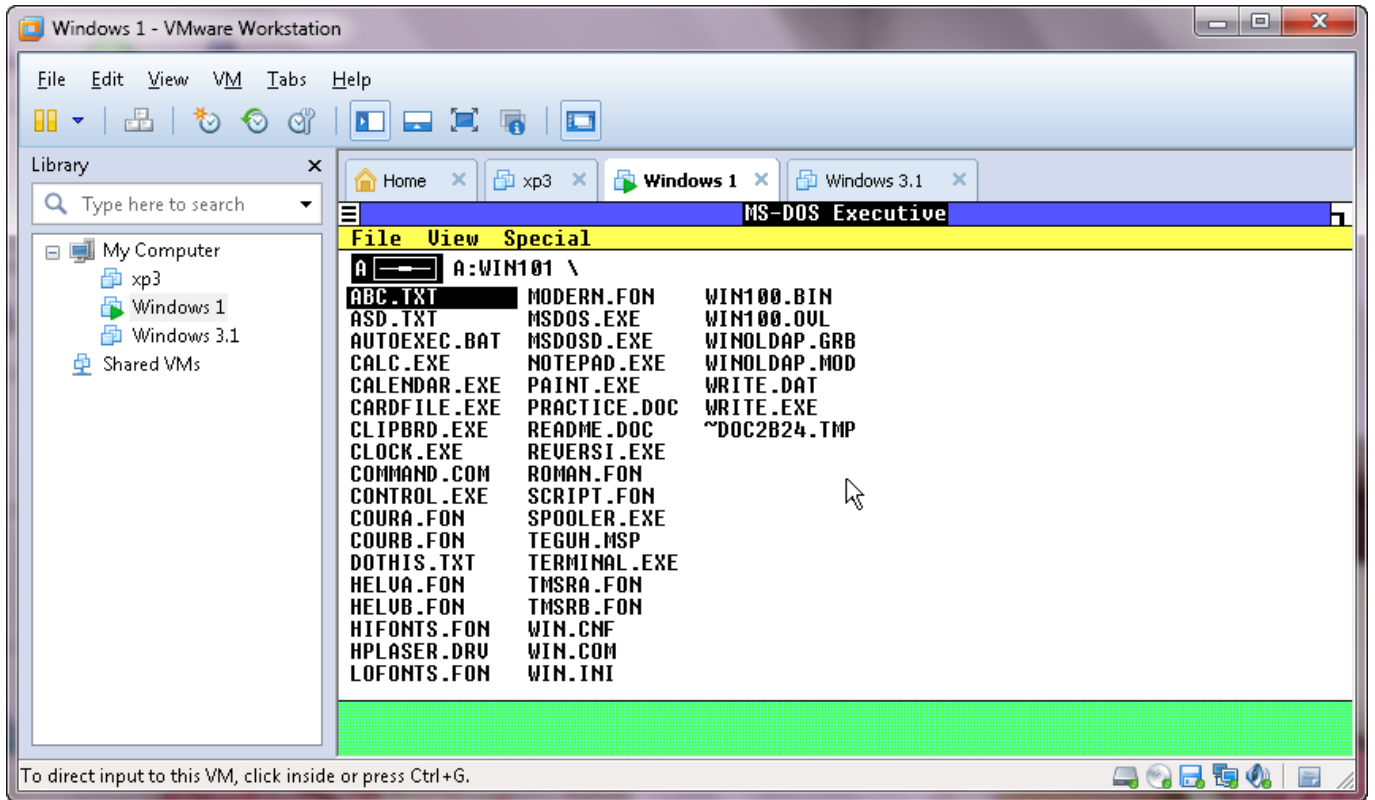 Windows 1 - VMware Workstation
File Edit View VM Tabs Help
Library
Type here to search
My Computer
xp3
Windows 1
Windows 3.1
Shared VMs
Home xp3 Windows 1 Windows 3.1
MS-DOS Executive
File View Special
A A:WIN101 \
ABC.TXT MODERN.FON WIN100.BIN
ASD.TXT MSDOS.EXE WIN100.OVL
AUTOEXEC.BAT MSDOSD.EXE WINOLDAP.GRB
CALC.EXE NOTEPAD.EXE WINOLDAP.MOD
CALENDAR.EXE PAINT.EXE WRITE.DAT
CARDFILE.EXE PRACTICE.DOC WRITE.EXE
CLIPBRD.EXE README.DOC ~DOC2B24.TMP
CLOCK.EXE REVERSI.EXE
COMMAND.COM ROMAN.FON
CONTROL.EXE SCRIPT.FON
COURA.FON SPOOLER.EXE
COURB.FON TEGUH.MSP
DOTHIS.TXT TERMINAL.EXE
HELVA.FON TMSRA.FON
HELVB.FON TMSRB.FON
HIFONTS.FON WIN.CNF
HPLASER.DRV WIN.COM
LOFONTS.FON WIN.INI
To direct input to this VM, click inside or press Ctrl+G.